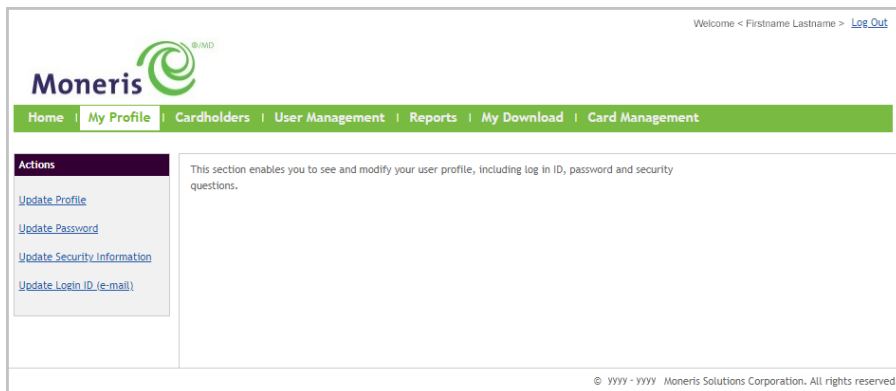 Welcome < Firstname Lastname > Log Out
Moneris ®/MD
Home | My Profile | Cardholders | User Management | Reports | My Download | Card Management
Actions
Update Profile
Update Password
Update Security Information
Update Login ID (e-mail)
This section enables you to see and modify your user profile, including log in ID, password and security
questions.
© yyyy - yyyy Moneris Solutions Corporation. All rights reserved